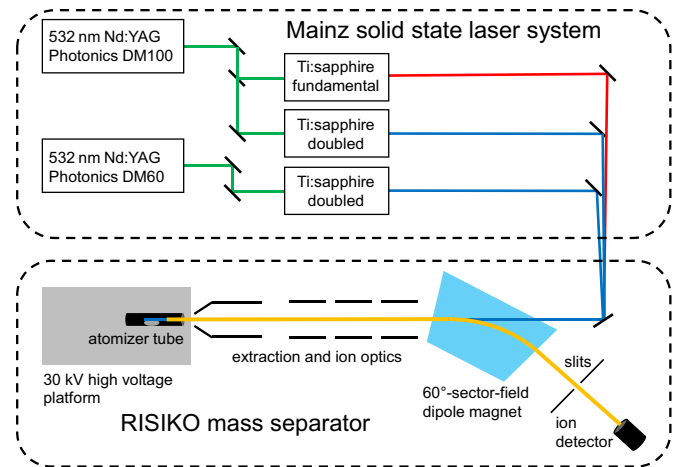 Mainz solid state laser system
532 nm Nd:YAG
Photonics DM100
Ti:sapphire
fundamental
Ti:sapphire
doubled
532 nm Nd:YAG
Photonics DM60
Ti:sapphire
doubled
atomizer tube
extraction and ion optics
30 kV high voltage
platform
60°-sector-field
dipole magnet
slits
ion
detector
RISIKO mass separator